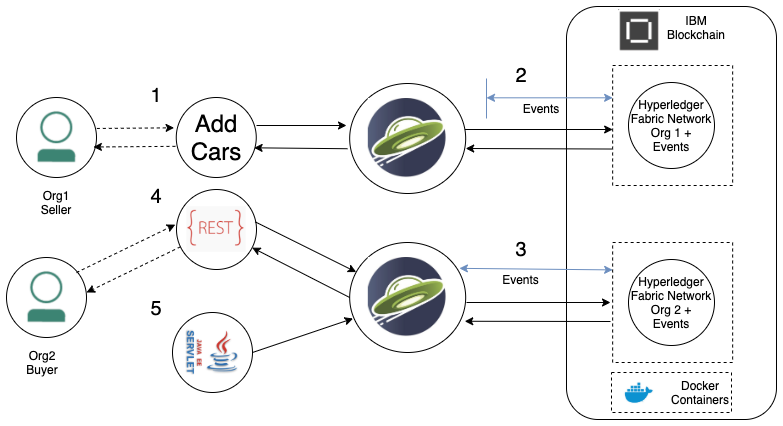 IBM
Blockchain
1
Add
Cars
2
Events
Hyperledger
Fabric Network
Org 1 +
Events
Org1
Seller
4
{REST}
3
Events
Hyperledger
Fabric Network
Org 2 +
Events
Org2
Buyer
5
JAVA EE
SERVLET
Docker
Containers